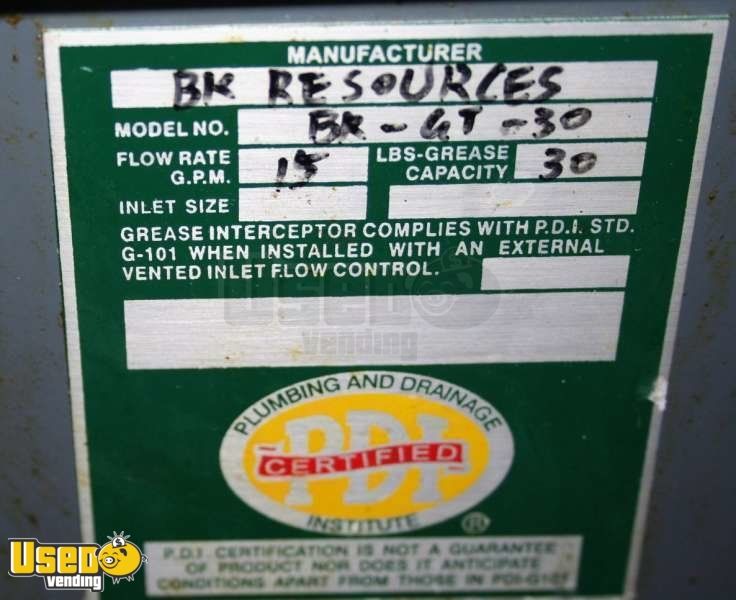 MANUFACTURER
BK RESOURCES
MODEL NO. BK-GT-30
FLOW RATE G.P.M. 15 LBS-GREASE CAPACITY 30
INLET SIZE
GREASE INTERCEPTOR COMPLIES WITH P.D.I. STD.
G-101 WHEN INSTALLED WITH AN EXTERNAL
VENTED INLET FLOW CONTROL.
USED
vending
PLUMBING AND DRAINAGE
PDI
CERTIFIED
INSTITUTE ®
P.D.I. CERTIFICATION IS NOT A GUARANTEE
OF PRODUCT NOR DOES IT ANTICIPATE
CONDITIONS APART FROM THOSE IN PDI-G101
Used
vending